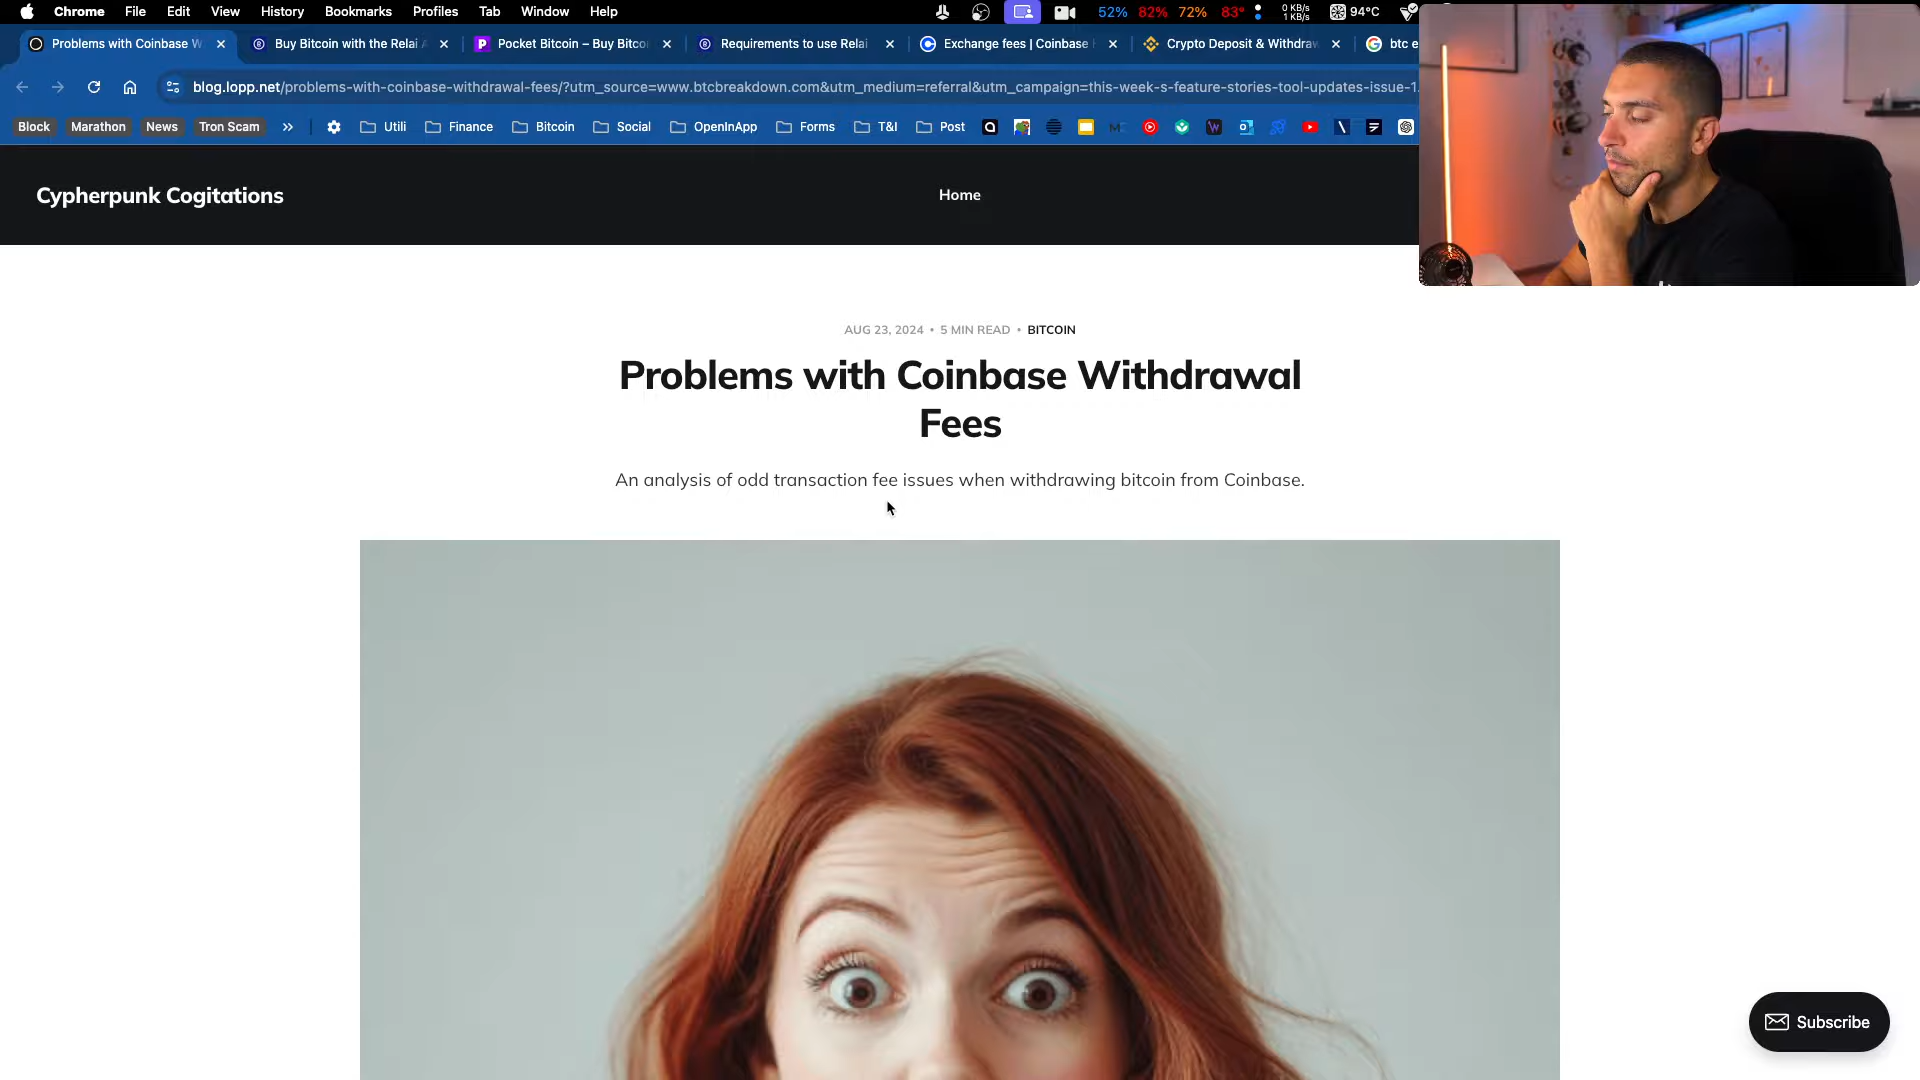 Chrome File Edit View History Bookmarks Profiles Tab Window Help 52% 82% 72% 83° 0 KB/s 1 KB/s 94°C
Problems with Coinbase W
Buy Bitcoin with the Relai
Pocket Bitcoin – Buy Bitco
Requirements to use Relai
Exchange fees | Coinbase
Crypto Deposit & Withdraw
btc e
blog.lopp.net/problems-with-coinbase-withdrawal-fees/?utm_source=www.btcbreakdown.com&utm_medium=referral&utm_campaign=this-week-s-feature-stories-tool-updates-issue-1
Block Marathon News Tron Scam » Utili Finance Bitcoin Social OpenInApp Forms T&I Post
Cypherpunk Cogitations
Home
AUG 23, 2024 • 5 MIN READ • BITCOIN
Problems with Coinbase Withdrawal
Fees
An analysis of odd transaction fee issues when withdrawing bitcoin from Coinbase.
Subscribe